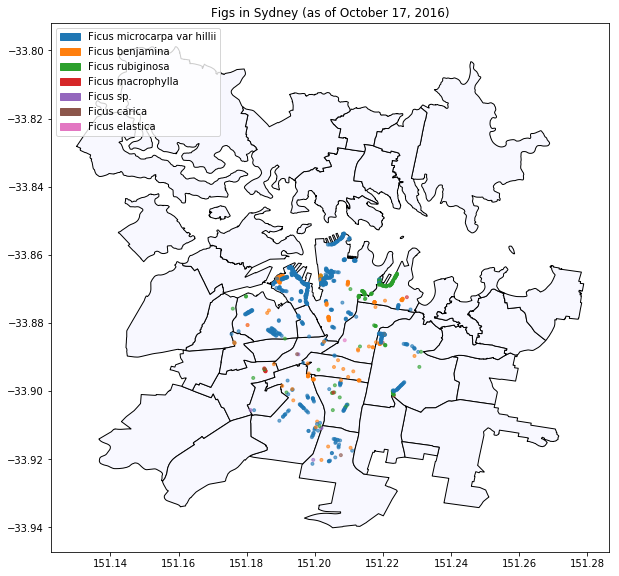 Figs in Sydney (as of October 17, 2016)
Ficus microcarpa var hillii
Ficus benjamina
Ficus rubiginosa
Ficus macrophylla
Ficus sp.
Ficus carica
Ficus elastica
−33.80
−33.82
−33.84
−33.86
−33.88
−33.90
−33.92
−33.94
151.14 151.16 151.18 151.20 151.22 151.24 151.26 151.28